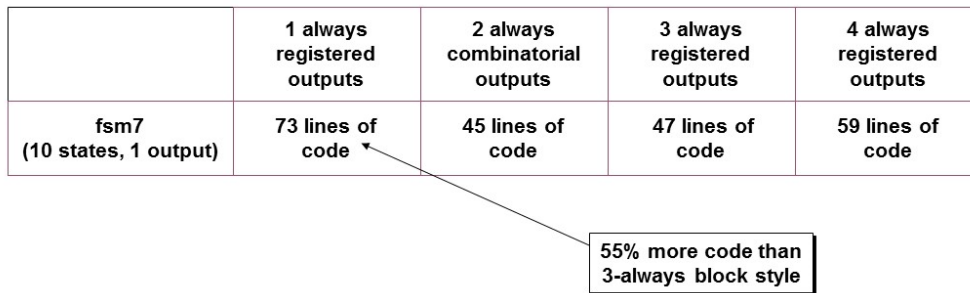 1 always
registered
outputs
2 always
combinatorial
outputs
3 always
registered
outputs
4 always
registered
outputs
fsm7
(10 states, 1 output)
73 lines of
code
45 lines of
code
47 lines of
code
59 lines of
code
55% more code than
3-always block style